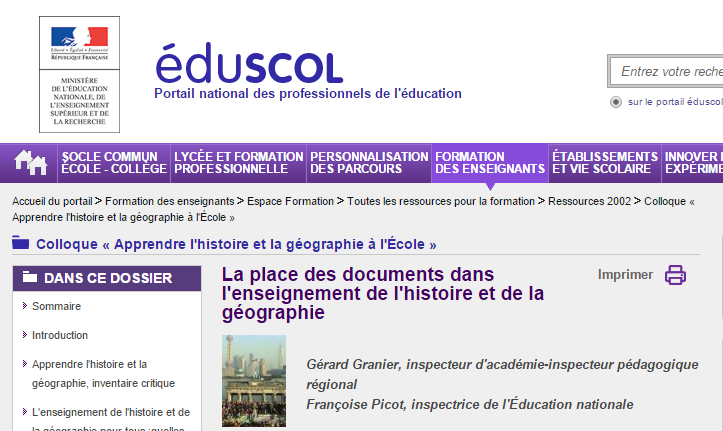 Liberté • Égalité • Fraternité
RÉPUBLIQUE FRANÇAISE
MINISTÈRE
DE L'ÉDUCATION
NATIONALE, DE
L'ENSEIGNEMENT
SUPÉRIEUR ET DE
LA RECHERCHE
éduSCOL
Portail national des professionnels de l'éducation
Entrez votre reche
sur le portail éduscol
SOCLE COMMUN
ÉCOLE - COLLÈGE
LYCÉE ET FORMATION
PROFESSIONNELLE
PERSONNALISATION
DES PARCOURS
FORMATION
DES ENSEIGNANTS
ÉTABLISSEMENTS
ET VIE SCOLAIRE
INNOVER
EXPÉRIME
Accueil du portail > Formation des enseignants > Espace Formation > Toutes les ressources pour la formation > Ressources 2002 > Colloque «
Apprendre l'histoire et la géographie à l'École »
Colloque « Apprendre l'histoire et la géographie à l'École »
DANS CE DOSSIER
Sommaire
Introduction
Apprendre l'histoire et la
géographie, inventaire critique
L'enseignement de l'histoire et de
la géographie pour tous :quelles
La place des documents dans
l'enseignement de l'histoire et de la
géographie
Imprimer
Gérard Granier, inspecteur d'académie-inspecteur pédagogique
régional
Françoise Picot, inspectrice de l'Éducation nationale